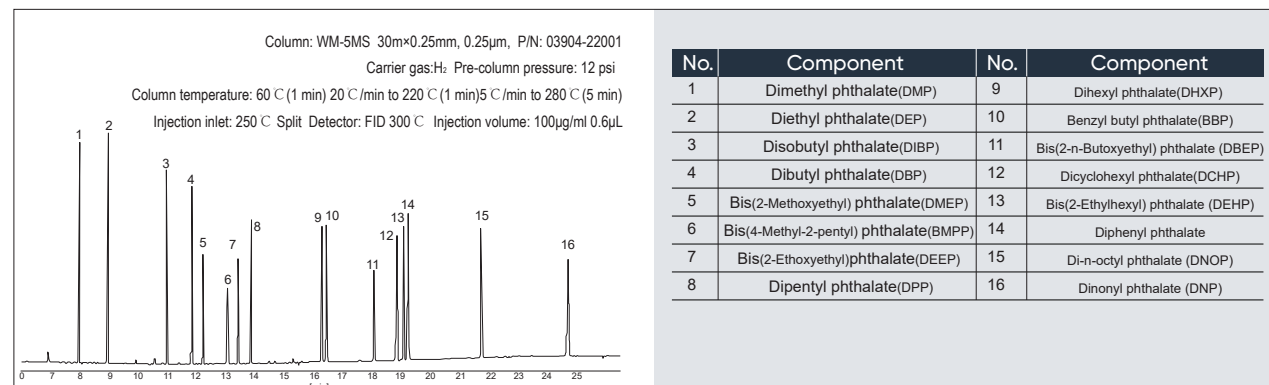 Column: WM-5MS 30m×0.25mm, 0.25μm, P/N: 03904-22001
Carrier gas:H₂ Pre-column pressure: 12 psi
Column temperature: 60℃(1 min) 20℃/min to 220℃(1min)5℃/min to 280℃(5 min)
Injection inlet: 250℃ Split Detector: FID 300℃ Injection volume: 100μg/ml 0.6μL
1 2 3 4 5 6 7 8 9 10 11 12 13 14 15 16
0 7 8 9 10 11 12 13 14 15 16 17 18 19 20 21 22 23 24 25
No. Component No. Component
1 Dimethyl phthalate(DMP) 9 Dihexyl phthalate(DHXP)
2 Diethyl phthalate(DEP) 10 Benzyl butyl phthalate(BBP)
3 Disobutyl phthalate(DIBP) 11 Bis(2-n-Butoxyethyl) phthalate (DBEP)
4 Dibutyl phthalate(DBP) 12 Dicyclohexyl phthalate(DCHP)
5 Bis(2-Methoxyethyl) phthalate(DMEP) 13 Bis(2-Ethylhexyl) phthalate (DEHP)
6 Bis(4-Methyl-2-pentyl) phthalate(BMPP) 14 Diphenyl phthalate
7 Bis(2-Ethoxyethyl)phthalate(DEEP) 15 Di-n-octyl phthalate (DNOP)
8 Dipentyl phthalate(DPP) 16 Dinonyl phthalate (DNP)